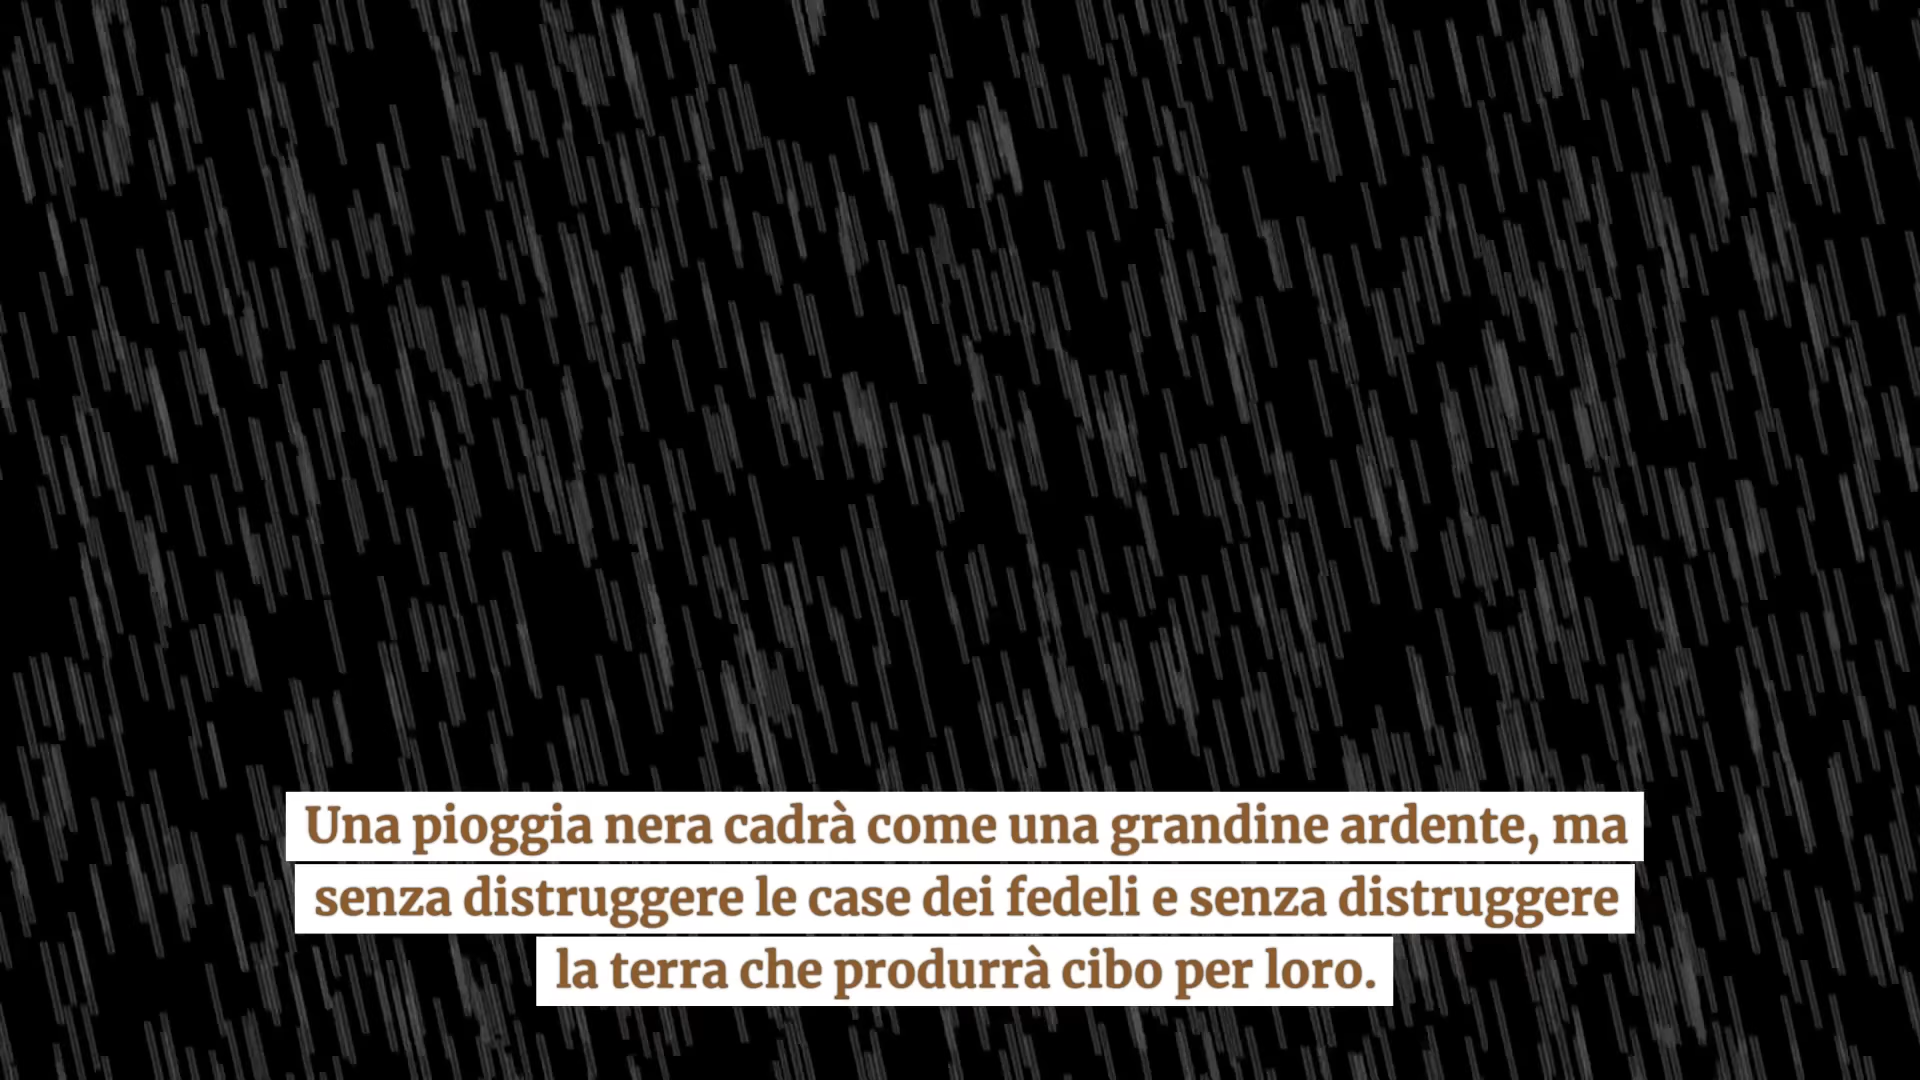 Una pioggia nera cadrà come una grandine ardente, ma
senza distruggere le case dei fedeli e senza distruggere
la terra che produrrà cibo per loro.